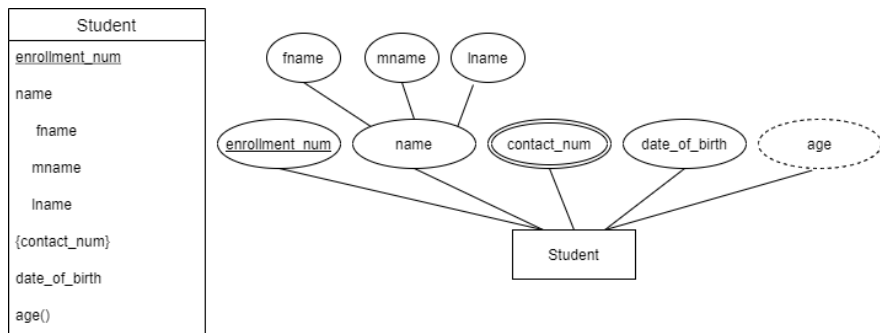 Student
enrollment_num
name
fname
mname
lname
{contact_num}
date_of_birth
age()
fname
mname
lname
enrollment_num
name
contact_num
date_of_birth
age
Student